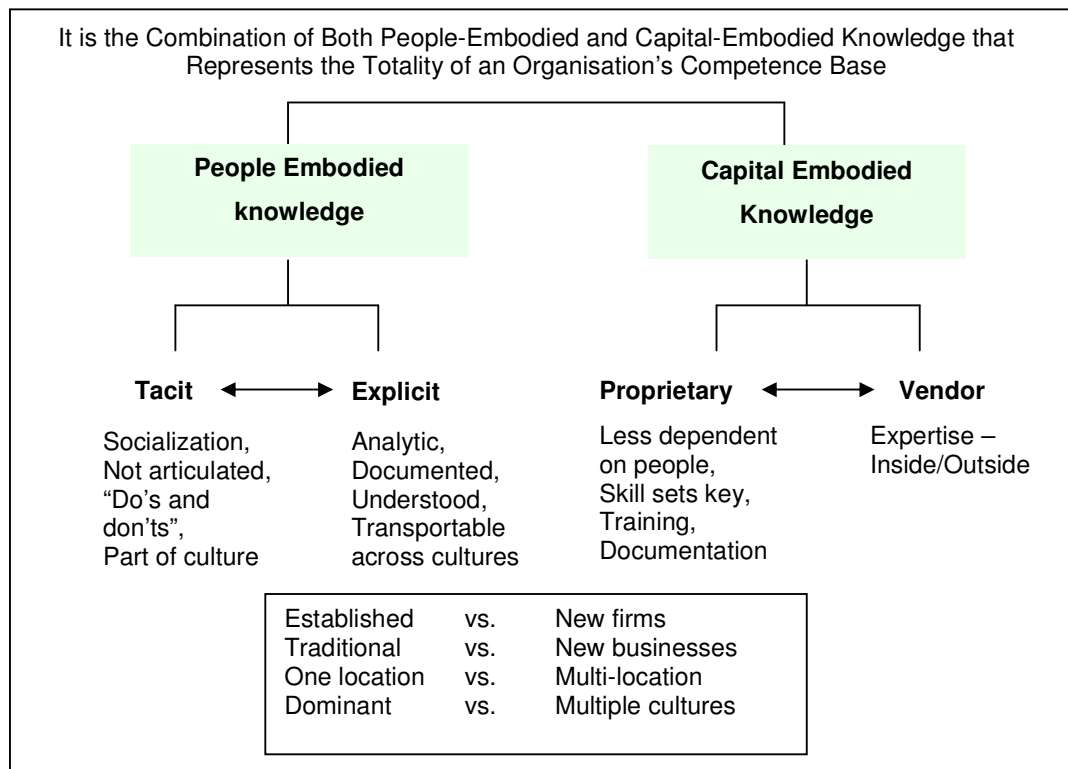 It is the Combination of Both People-Embodied and Capital-Embodied Knowledge that
Represents the Totality of an Organisation's Competence Base
People Embodied
knowledge
Capital Embodied
Knowledge
Tacit
Explicit
Proprietary
Vendor
Socialization,
Not articulated,
“Do’s and
don’ts”,
Part of culture
Analytic,
Documented,
Understood,
Transportable
across cultures
Less dependent
on people,
Skill sets key,
Training,
Documentation
Expertise –
Inside/Outside
Established vs. New firms
Traditional vs. New businesses
One location vs. Multi-location
Dominant vs. Multiple cultures